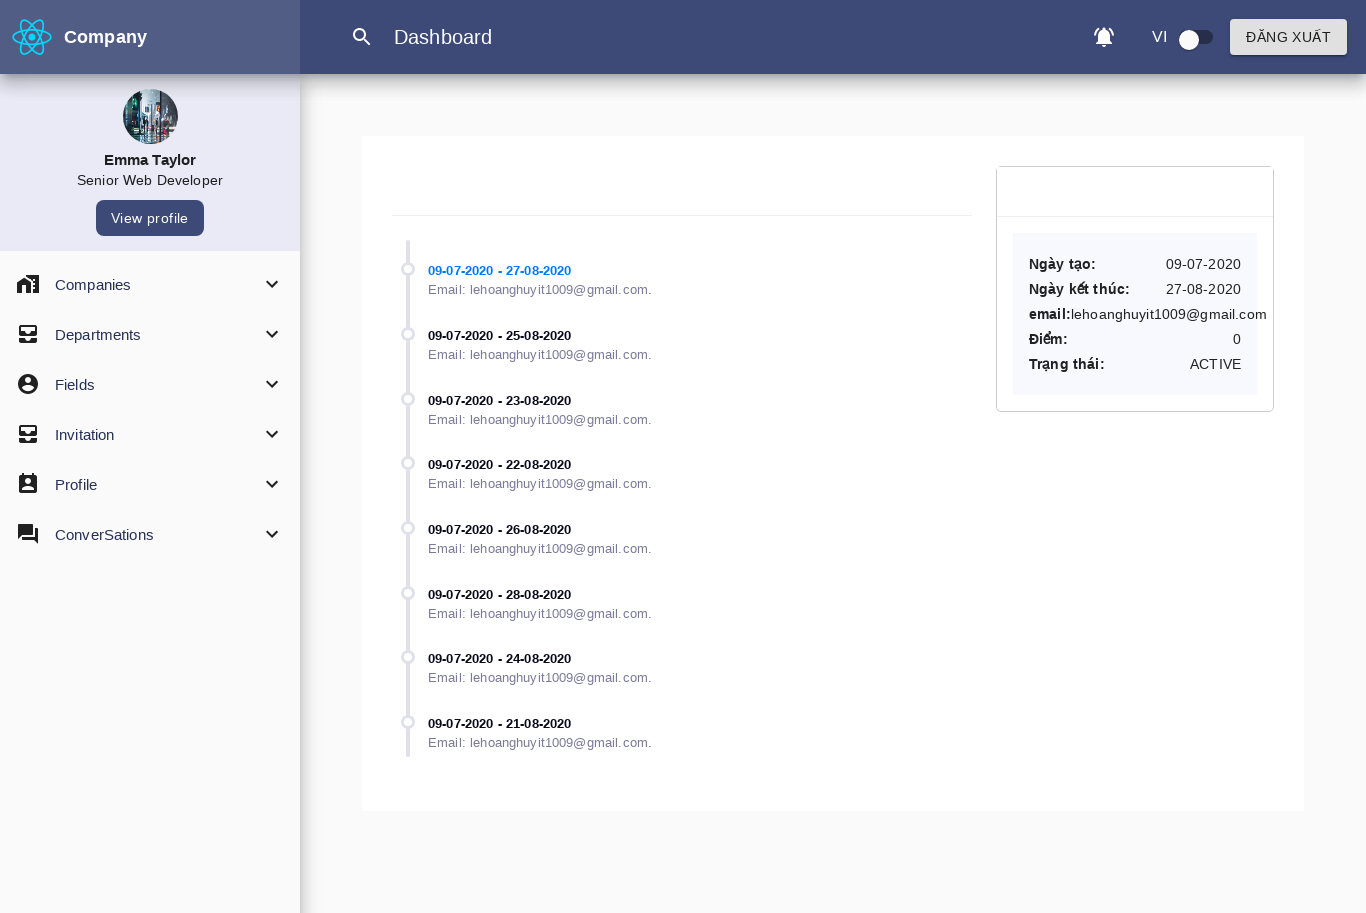 Company
Dashboard
VI
ĐĂNG XUẤT
Emma Taylor
Senior Web Developer
View profile
Companies
Departments
Fields
Invitation
Profile
ConverSations
09-07-2020 - 27-08-2020
Email: lehoanghuyit1009@gmail.com.
09-07-2020 - 25-08-2020
Email: lehoanghuyit1009@gmail.com.
09-07-2020 - 23-08-2020
Email: lehoanghuyit1009@gmail.com.
09-07-2020 - 22-08-2020
Email: lehoanghuyit1009@gmail.com.
09-07-2020 - 26-08-2020
Email: lehoanghuyit1009@gmail.com.
09-07-2020 - 28-08-2020
Email: lehoanghuyit1009@gmail.com.
09-07-2020 - 24-08-2020
Email: lehoanghuyit1009@gmail.com.
09-07-2020 - 21-08-2020
Email: lehoanghuyit1009@gmail.com.
Ngày tạo: 09-07-2020
Ngày kết thúc: 27-08-2020
email:lehoanghuyit1009@gmail.com
Điểm: 0
Trạng thái: ACTIVE